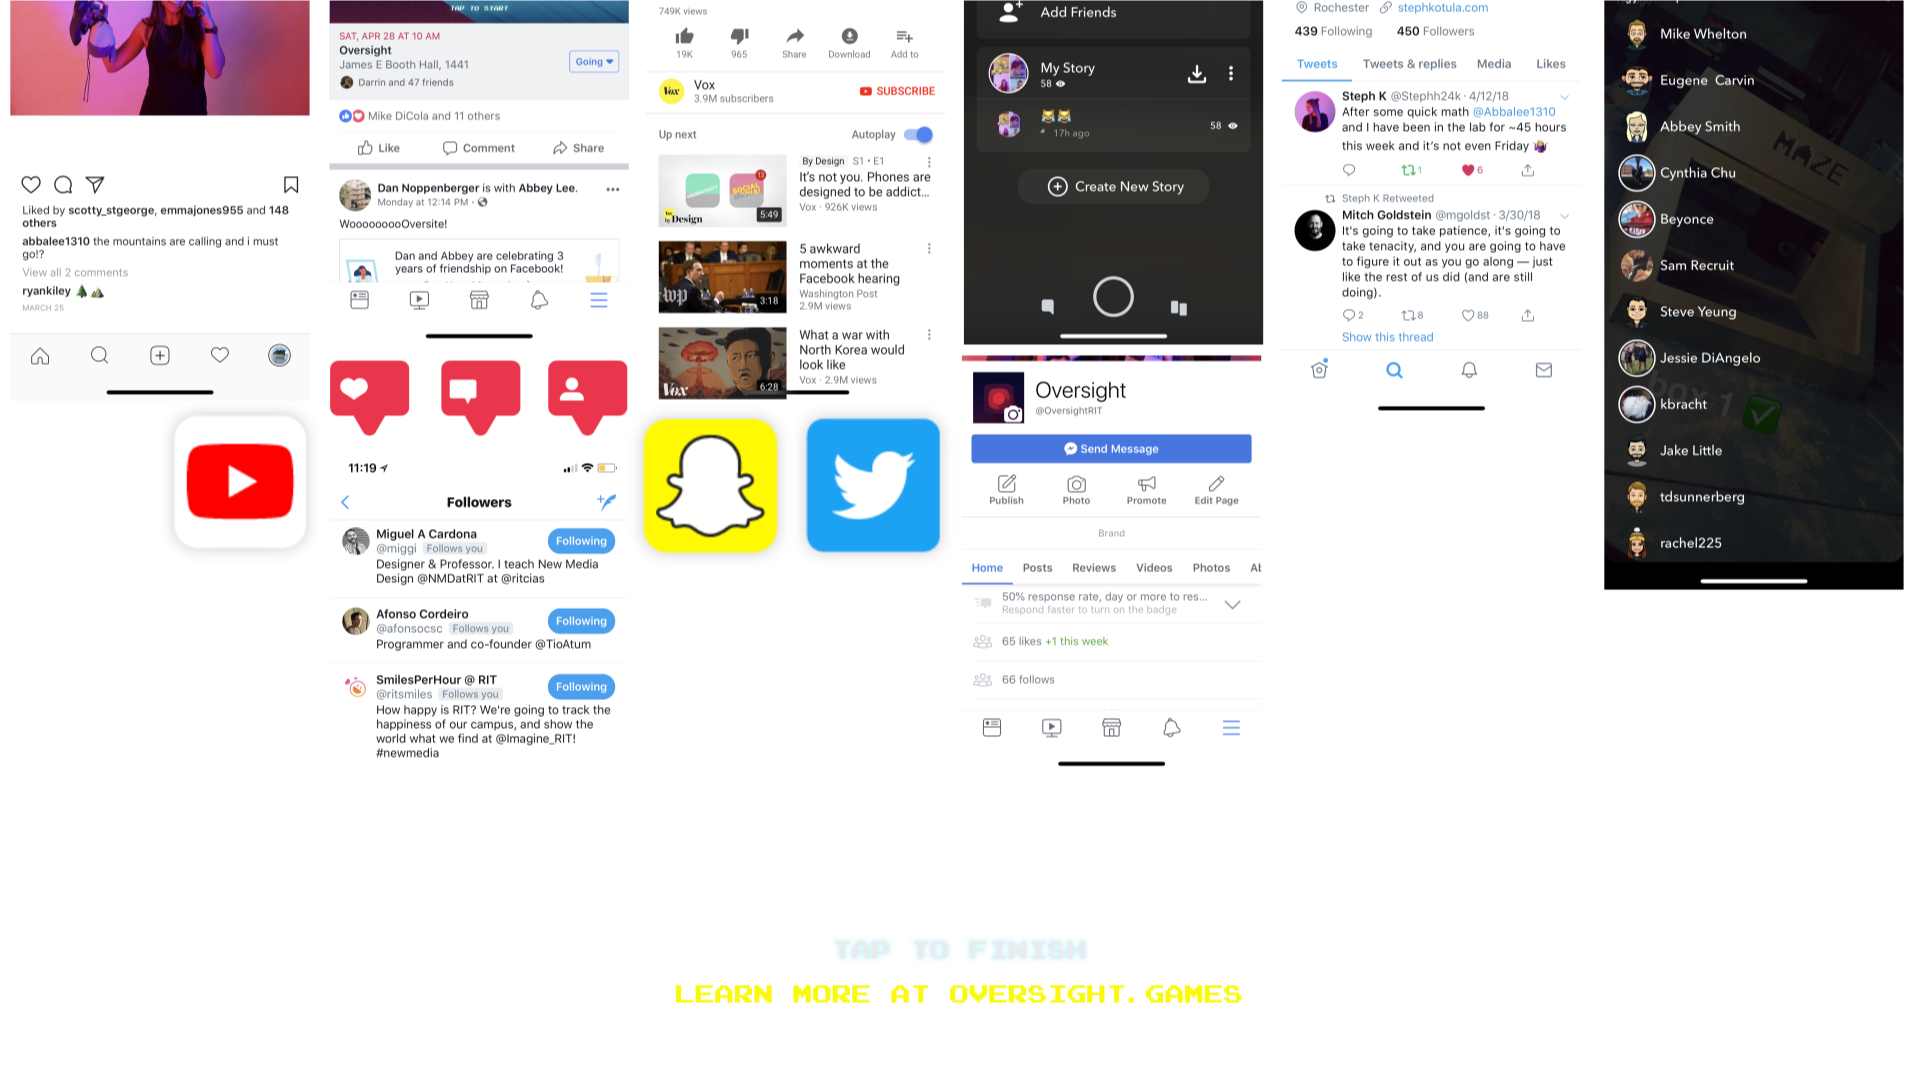 Liked by scotty_stgeorge, emmajones955 and 148
others
abbalee1310 the mountains are calling and i must
go!?
View all 2 comments
ryankiley
MARCH 25
TAP TO START
SAT, APR 28 AT 10 AM
Oversight
James E Booth Hall, 1441
Going
Darrin and 47 friends
Mike DiCola and 11 others
Like
Comment
Share
Dan Noppenberger is with Abbey Lee.
Monday at 12:14 PM ·
WooooooooOversite!
Dan and Abbey are celebrating 3
years of friendship on Facebook!
11:19
Followers
Miguel A Cardona
@miggi Follows you
Following
Designer & Professor. I teach New Media
Design @NMDatRIT at @ritcias
Afonso Cordeiro
@afonsocsc Follows you
Following
Programmer and co-founder @TioAtum
SmilesPerHour @ RIT
@ritsmiles Follows you
Following
How happy is RIT? We're going to track the
happiness of our campus, and show the
world what we find at @Imagine_RIT!
#newmedia
749K views
19K
965
Share
Download
Add to
Vox
Vox
3.9M subscribers
SUBSCRIBE
Up next
Autoplay
by Design
5:49
13
By Design S1 • E1
It's not you. Phones are
designed to be addict...
Vox · 926K views
wp
3:18
5 awkward
moments at the
Facebook hearing
Washington Post
2.9M views
Vox
6:28
What a war with
North Korea would
look like
Vox · 2.9M views
Add Friends
My Story
58
17h ago
58
Create New Story
Oversight
@OversightRIT
Send Message
Publish
Photo
Promote
Edit Page
Brand
Home
Posts
Reviews
Videos
Photos
Al
50% response rate, day or more to res...
Respond faster to turn on the badge
65 likes +1 this week
66 follows
Rochester stephkotula.com
439 Following 450 Followers
Tweets
Tweets & replies
Media
Likes
Steph K @Stephh24k · 4/12/18
After some quick math @Abbalee1310
and I have been in the lab for ~45 hours
this week and it's not even Friday
1
6
Steph K Retweeted
Mitch Goldstein @mgoldst · 3/30/18
It's going to take patience, it's going to
take tenacity, and you are going to have
to figure it out as you go along — just
like the rest of us did (and are still
doing).
2
8
88
Show this thread
Mike Whelton
Eugene Carvin
Abbey Smith
Cynthia Chu
Beyonce
Sam Recruit
Steve Yeung
Jessie DiAngelo
kbracht
Jake Little
tdsunnerberg
rachel225
MAZE
box 1
TAP TO FINISH
LEARN MORE AT OVERSIGHT.GAMES